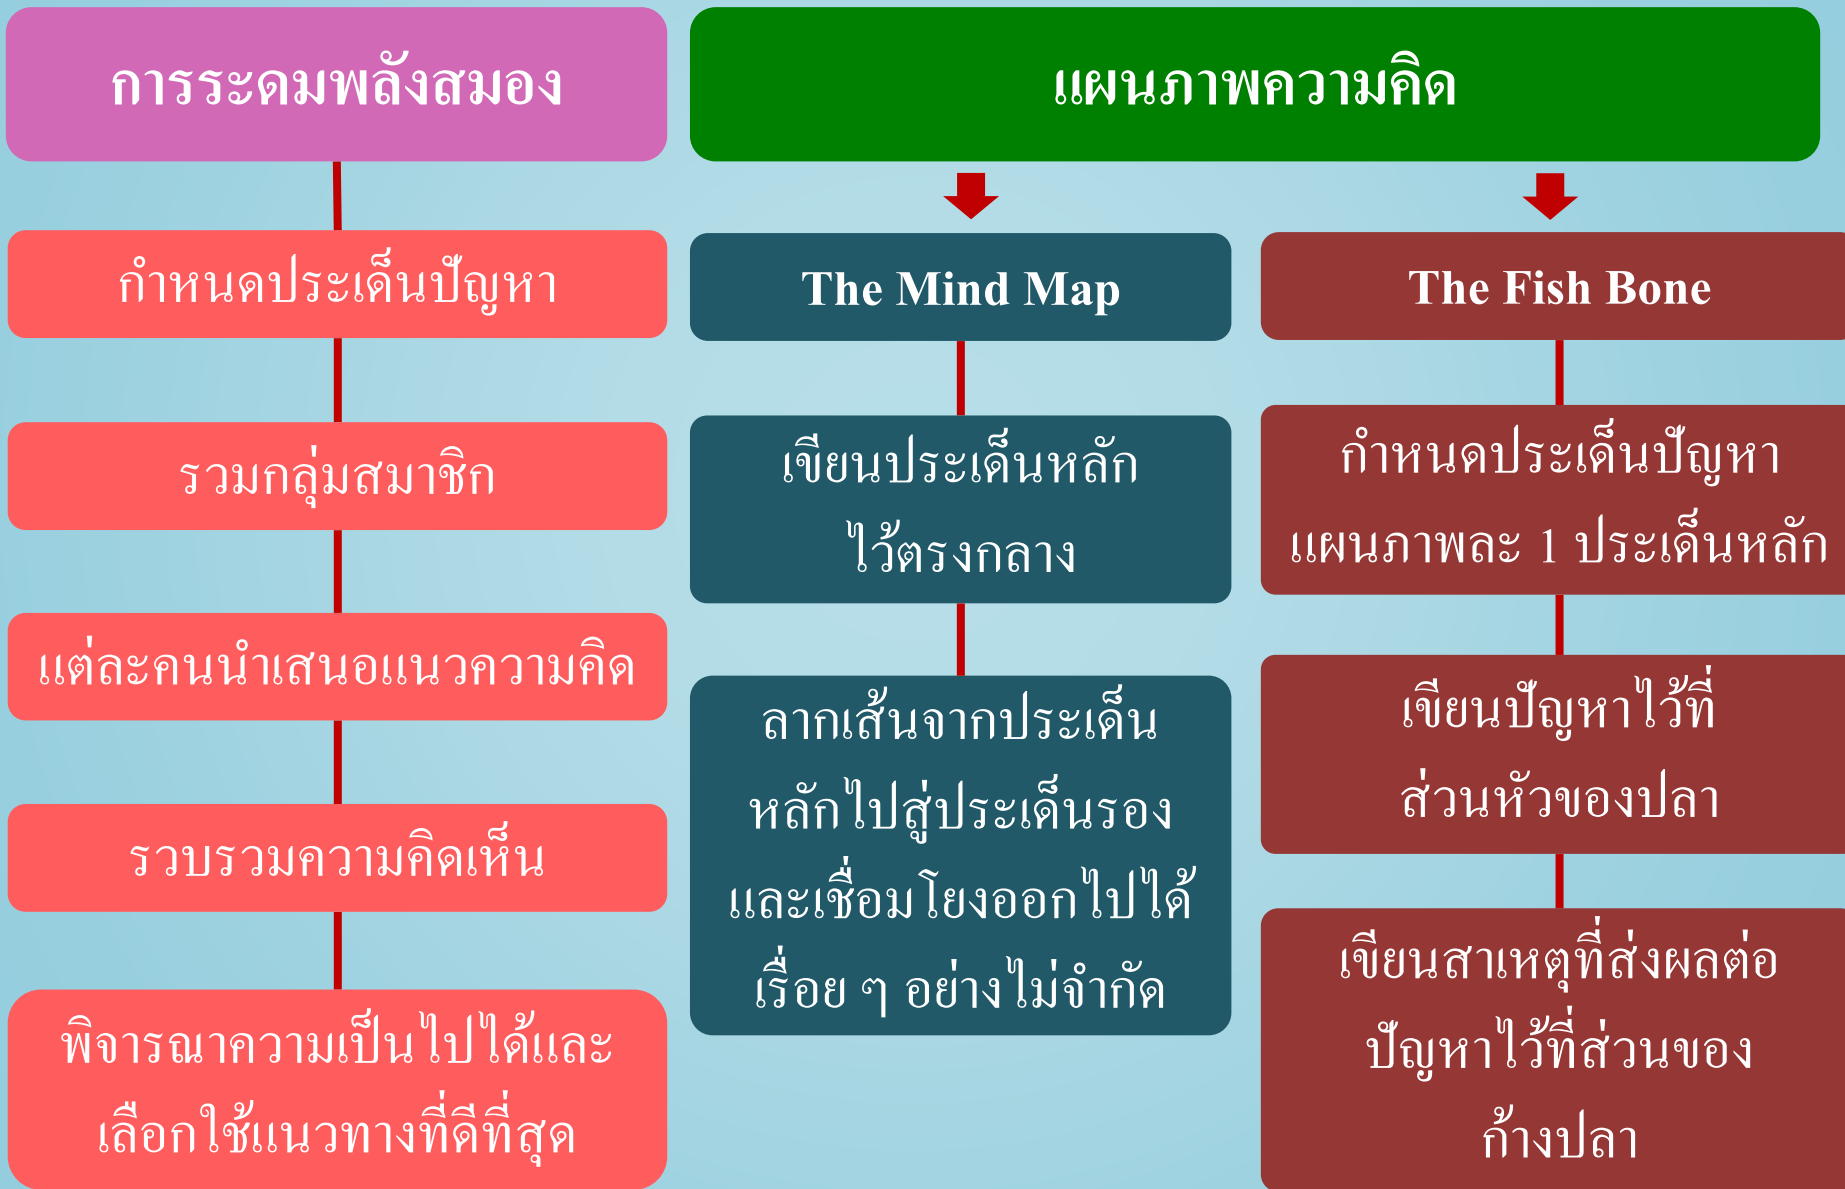 การระดมพลังสมอง
กำหนดประเด็นปัญหา
รวมกลุ่มสมาชิก
แต่ละคนนำเสนอแนวความคิด
รวบรวมความคิดเห็น
พิจารณาความเป็นไปได้และ
เลือกใช้แนวทางที่ดีที่สุด
แผนภาพความคิด
The Mind Map
เขียนประเด็นหลัก
ไว้ตรงกลาง
ลากเส้นจากประเด็น
หลักไปสู่ประเด็นรอง
และเชื่อมโยงออกไปได้
เรื่อย ๆ อย่างไม่จำกัด
The Fish Bone
กำหนดประเด็นปัญหา
แผนภาพละ 1 ประเด็นหลัก
เขียนปัญหาไว้ที่
ส่วนหัวของปลา
เขียนสาเหตุที่ส่งผลต่อ
ปัญหาไว้ที่ส่วนของ
ก้างปลา